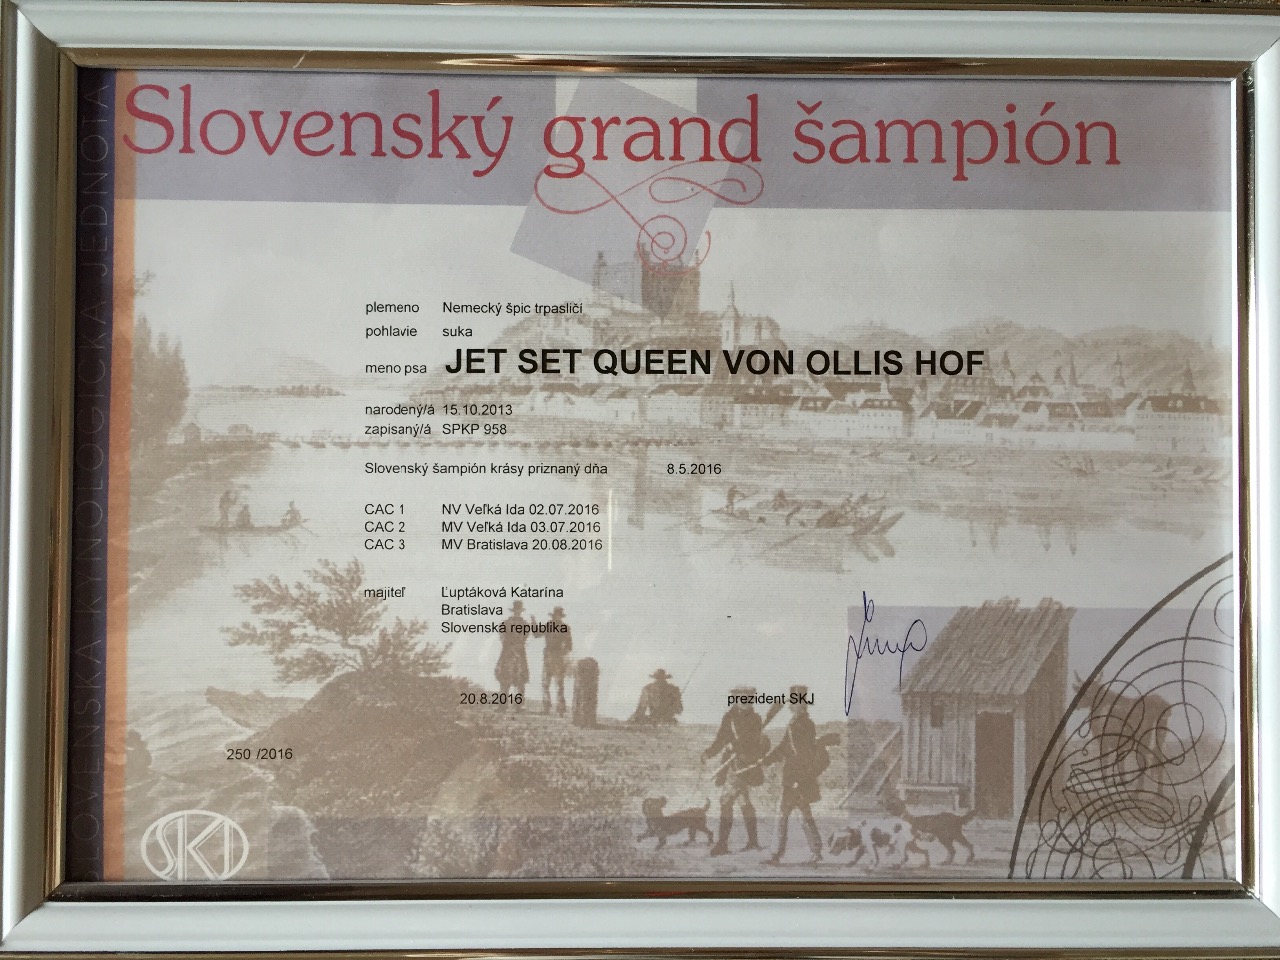 Slovenský grand šampión
SLOVENSKÁ KYNOLOGICKÁ JEDNOTA
plemeno Nemecký špic trpasličí
pohlavie suka
meno psa JET SET QUEEN VON OLLIS HOF
narodený/á 15.10.2013
zapísaný/á SPKP 958
Slovenský šampión krásy priznaný dňa 8.5.2016
CAC 1 NV Veľká Ida 02.07.2016
CAC 2 MV Veľká Ida 03.07.2016
CAC 3 MV Bratislava 20.08.2016
majiteľ Ľuptáková Katarína
Bratislava
Slovenská republika
-
20.8.2016 prezident SKJ
250 /2016
SKJ